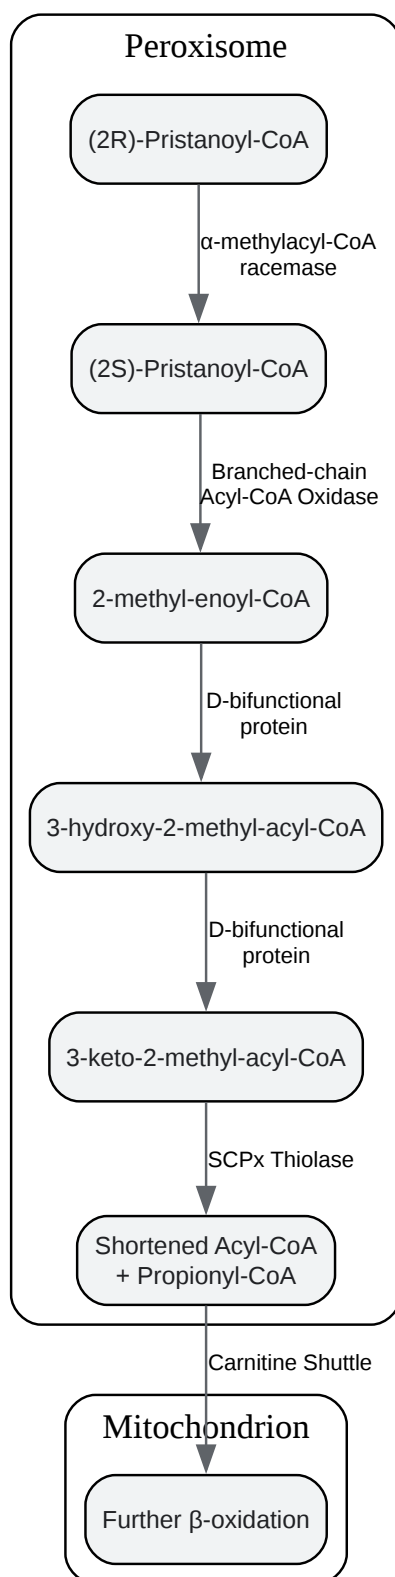 Peroxisome
(2R)-Pristanoyl-CoA
α-methylacyl-CoA
racemase
(2S)-Pristanoyl-CoA
Branched-chain
Acyl-CoA Oxidase
2-methyl-enoyl-CoA
D-bifunctional
protein
3-hydroxy-2-methyl-acyl-CoA
D-bifunctional
protein
3-keto-2-methyl-acyl-CoA
SCPx Thiolase
Shortened Acyl-CoA
+ Propionyl-CoA
Carnitine Shuttle
Mitochondrion
Further β-oxidation